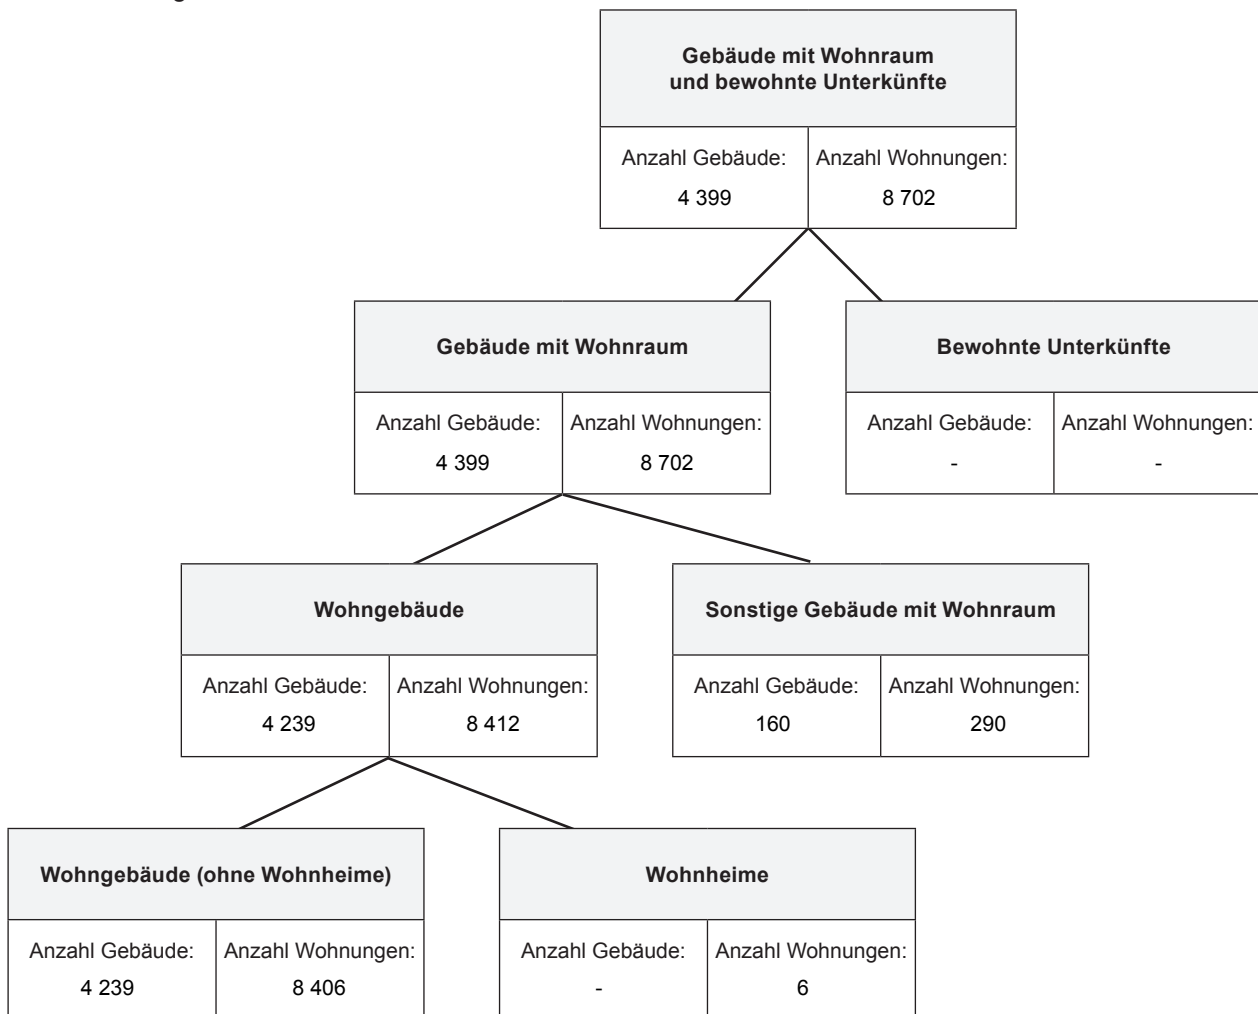 Gebäude mit Wohnraum
und bewohnte Unterkünfte
Anzahl Gebäude: Anzahl Wohnungen:
4 399 8 702
Gebäude mit Wohnraum
Anzahl Gebäude: Anzahl Wohnungen:
4 399 8 702
Bewohnte Unterkünfte
Anzahl Gebäude: Anzahl Wohnungen:
- -
Wohngebäude
Anzahl Gebäude: Anzahl Wohnungen:
4 239 8 412
Sonstige Gebäude mit Wohnraum
Anzahl Gebäude: Anzahl Wohnungen:
160 290
Wohngebäude (ohne Wohnheime)
Anzahl Gebäude: Anzahl Wohnungen:
4 239 8 406
Wohnheime
Anzahl Gebäude: Anzahl Wohnungen:
- 6